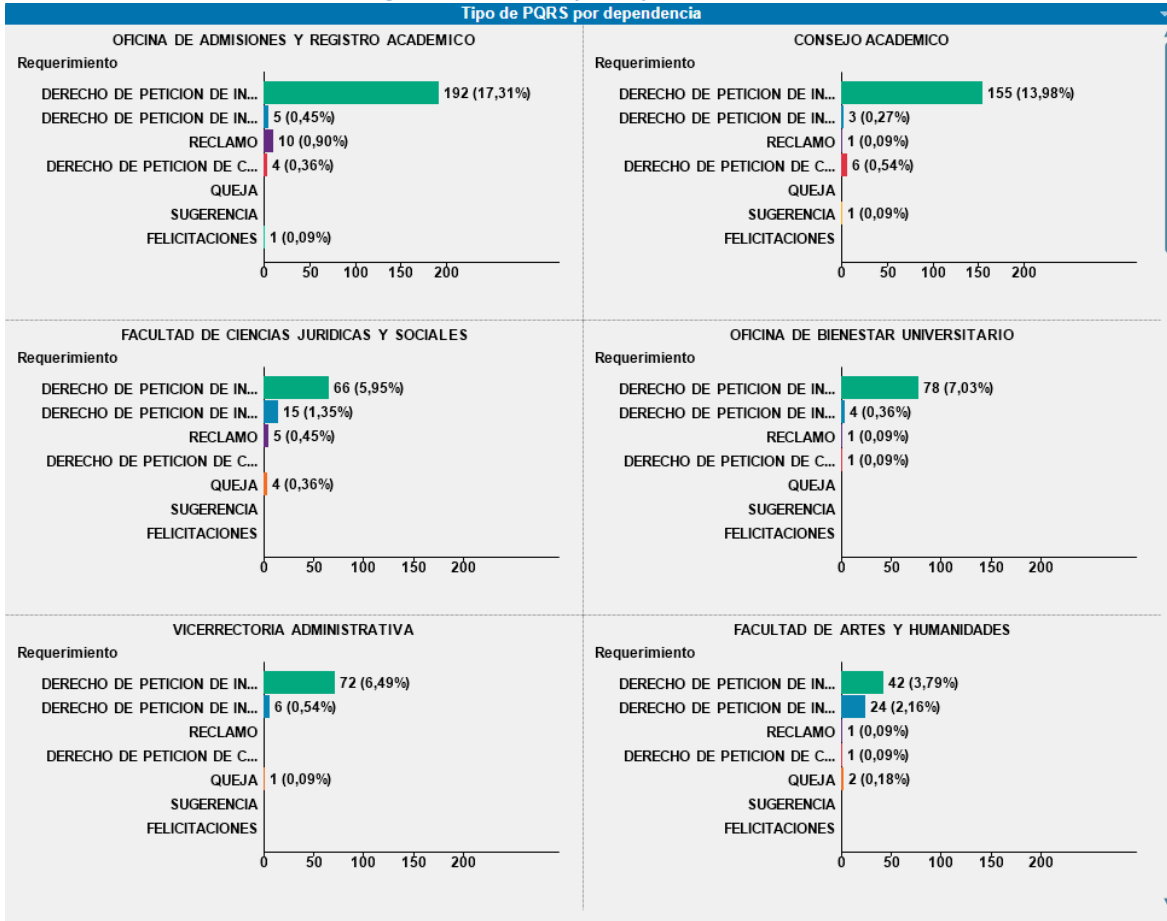 Tipo de PQRS por dependencia
OFICINA DE ADMISIONES Y REGISTRO ACADEMICO
Requerimiento
DERECHO DE PETICION DE IN... 192 (17,31%)
DERECHO DE PETICION DE IN... 5 (0,45%)
RECLAMO 10 (0,90%)
DERECHO DE PETICION DE C... 4 (0,36%)
QUEJA
SUGERENCIA
FELICITACIONES 1 (0,09%)
0 50 100 150 200
CONSEJO ACADEMICO
Requerimiento
DERECHO DE PETICION DE IN... 155 (13,98%)
DERECHO DE PETICION DE IN... 3 (0,27%)
RECLAMO 1 (0,09%)
DERECHO DE PETICION DE C... 6 (0,54%)
QUEJA
SUGERENCIA 1 (0,09%)
FELICITACIONES
0 50 100 150 200
FACULTAD DE CIENCIAS JURIDICAS Y SOCIALES
Requerimiento
DERECHO DE PETICION DE IN... 66 (5,95%)
DERECHO DE PETICION DE IN... 15 (1,35%)
RECLAMO 5 (0,45%)
DERECHO DE PETICION DE C...
QUEJA 4 (0,36%)
SUGERENCIA
FELICITACIONES
0 50 100 150 200
OFICINA DE BIENESTAR UNIVERSITARIO
Requerimiento
DERECHO DE PETICION DE IN... 78 (7,03%)
DERECHO DE PETICION DE IN... 4 (0,36%)
RECLAMO 1 (0,09%)
DERECHO DE PETICION DE C... 1 (0,09%)
QUEJA
SUGERENCIA
FELICITACIONES
0 50 100 150 200
VICERRECTORIA ADMINISTRATIVA
Requerimiento
DERECHO DE PETICION DE IN... 72 (6,49%)
DERECHO DE PETICION DE IN... 6 (0,54%)
RECLAMO
DERECHO DE PETICION DE C...
QUEJA 1 (0,09%)
SUGERENCIA
FELICITACIONES
0 50 100 150 200
FACULTAD DE ARTES Y HUMANIDADES
Requerimiento
DERECHO DE PETICION DE IN... 42 (3,79%)
DERECHO DE PETICION DE IN... 24 (2,16%)
RECLAMO 1 (0,09%)
DERECHO DE PETICION DE C... 1 (0,09%)
QUEJA 2 (0,18%)
SUGERENCIA
FELICITACIONES
0 50 100 150 200